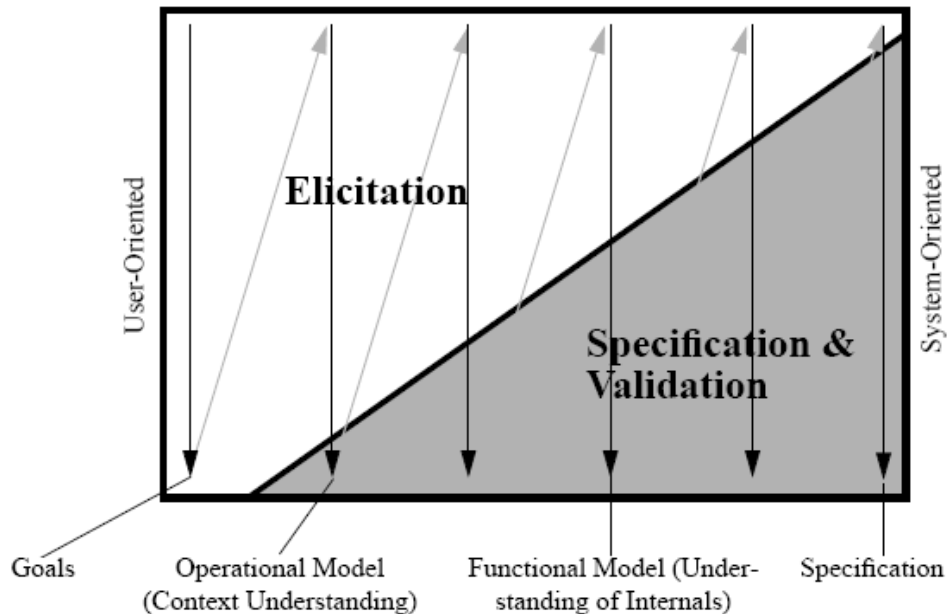 User-Oriented
Elicitation
Specification &
Validation
System-Oriented
Goals
Operational Model
(Context Understanding)
Functional Model (Under-
standing of Internals)
Specification